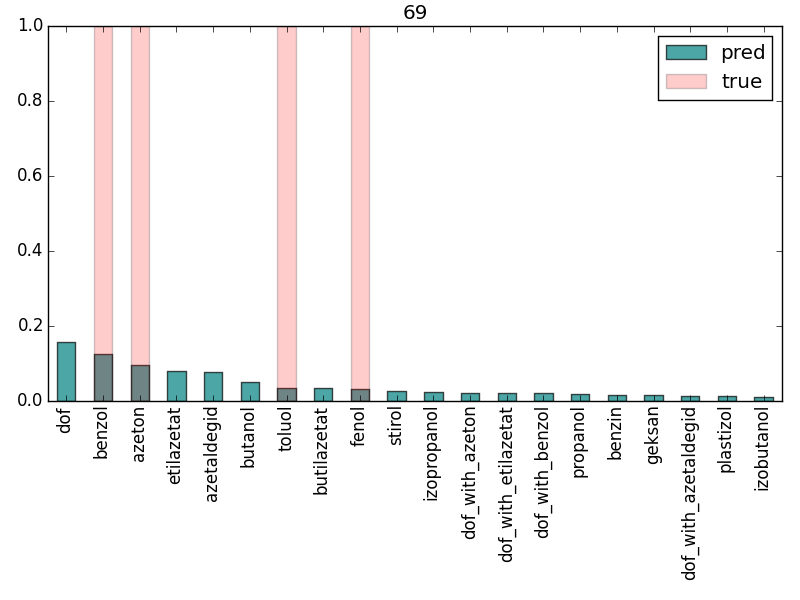 69
1.0
0.8
0.6
0.4
0.2
0.0
pred
true
dof
benzol
azeton
etilazetat
azetaldegid
butanol
toluol
butilazetat
fenol
stirol
izopropanol
dof_with_azeton
dof_with_etilazetat
dof_with_benzol
propanol
benzin
geksan
dof_with_azetaldegid
plastizol
izobutanol